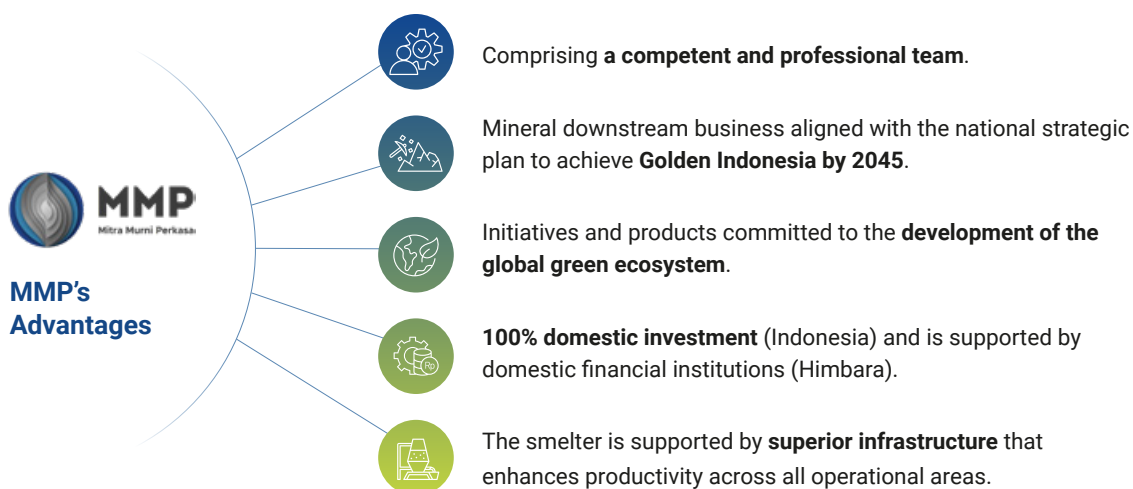 MMP
Mitra Murni Perkasa
MMP's
Advantages
Comprising a competent and professional team.
Mineral downstream business aligned with the national strategic
plan to achieve Golden Indonesia by 2045.
Initiatives and products committed to the development of the
global green ecosystem.
100% domestic investment (Indonesia) and is supported by
domestic financial institutions (Himbara).
Rp
The smelter is supported by superior infrastructure that
enhances productivity across all operational areas.